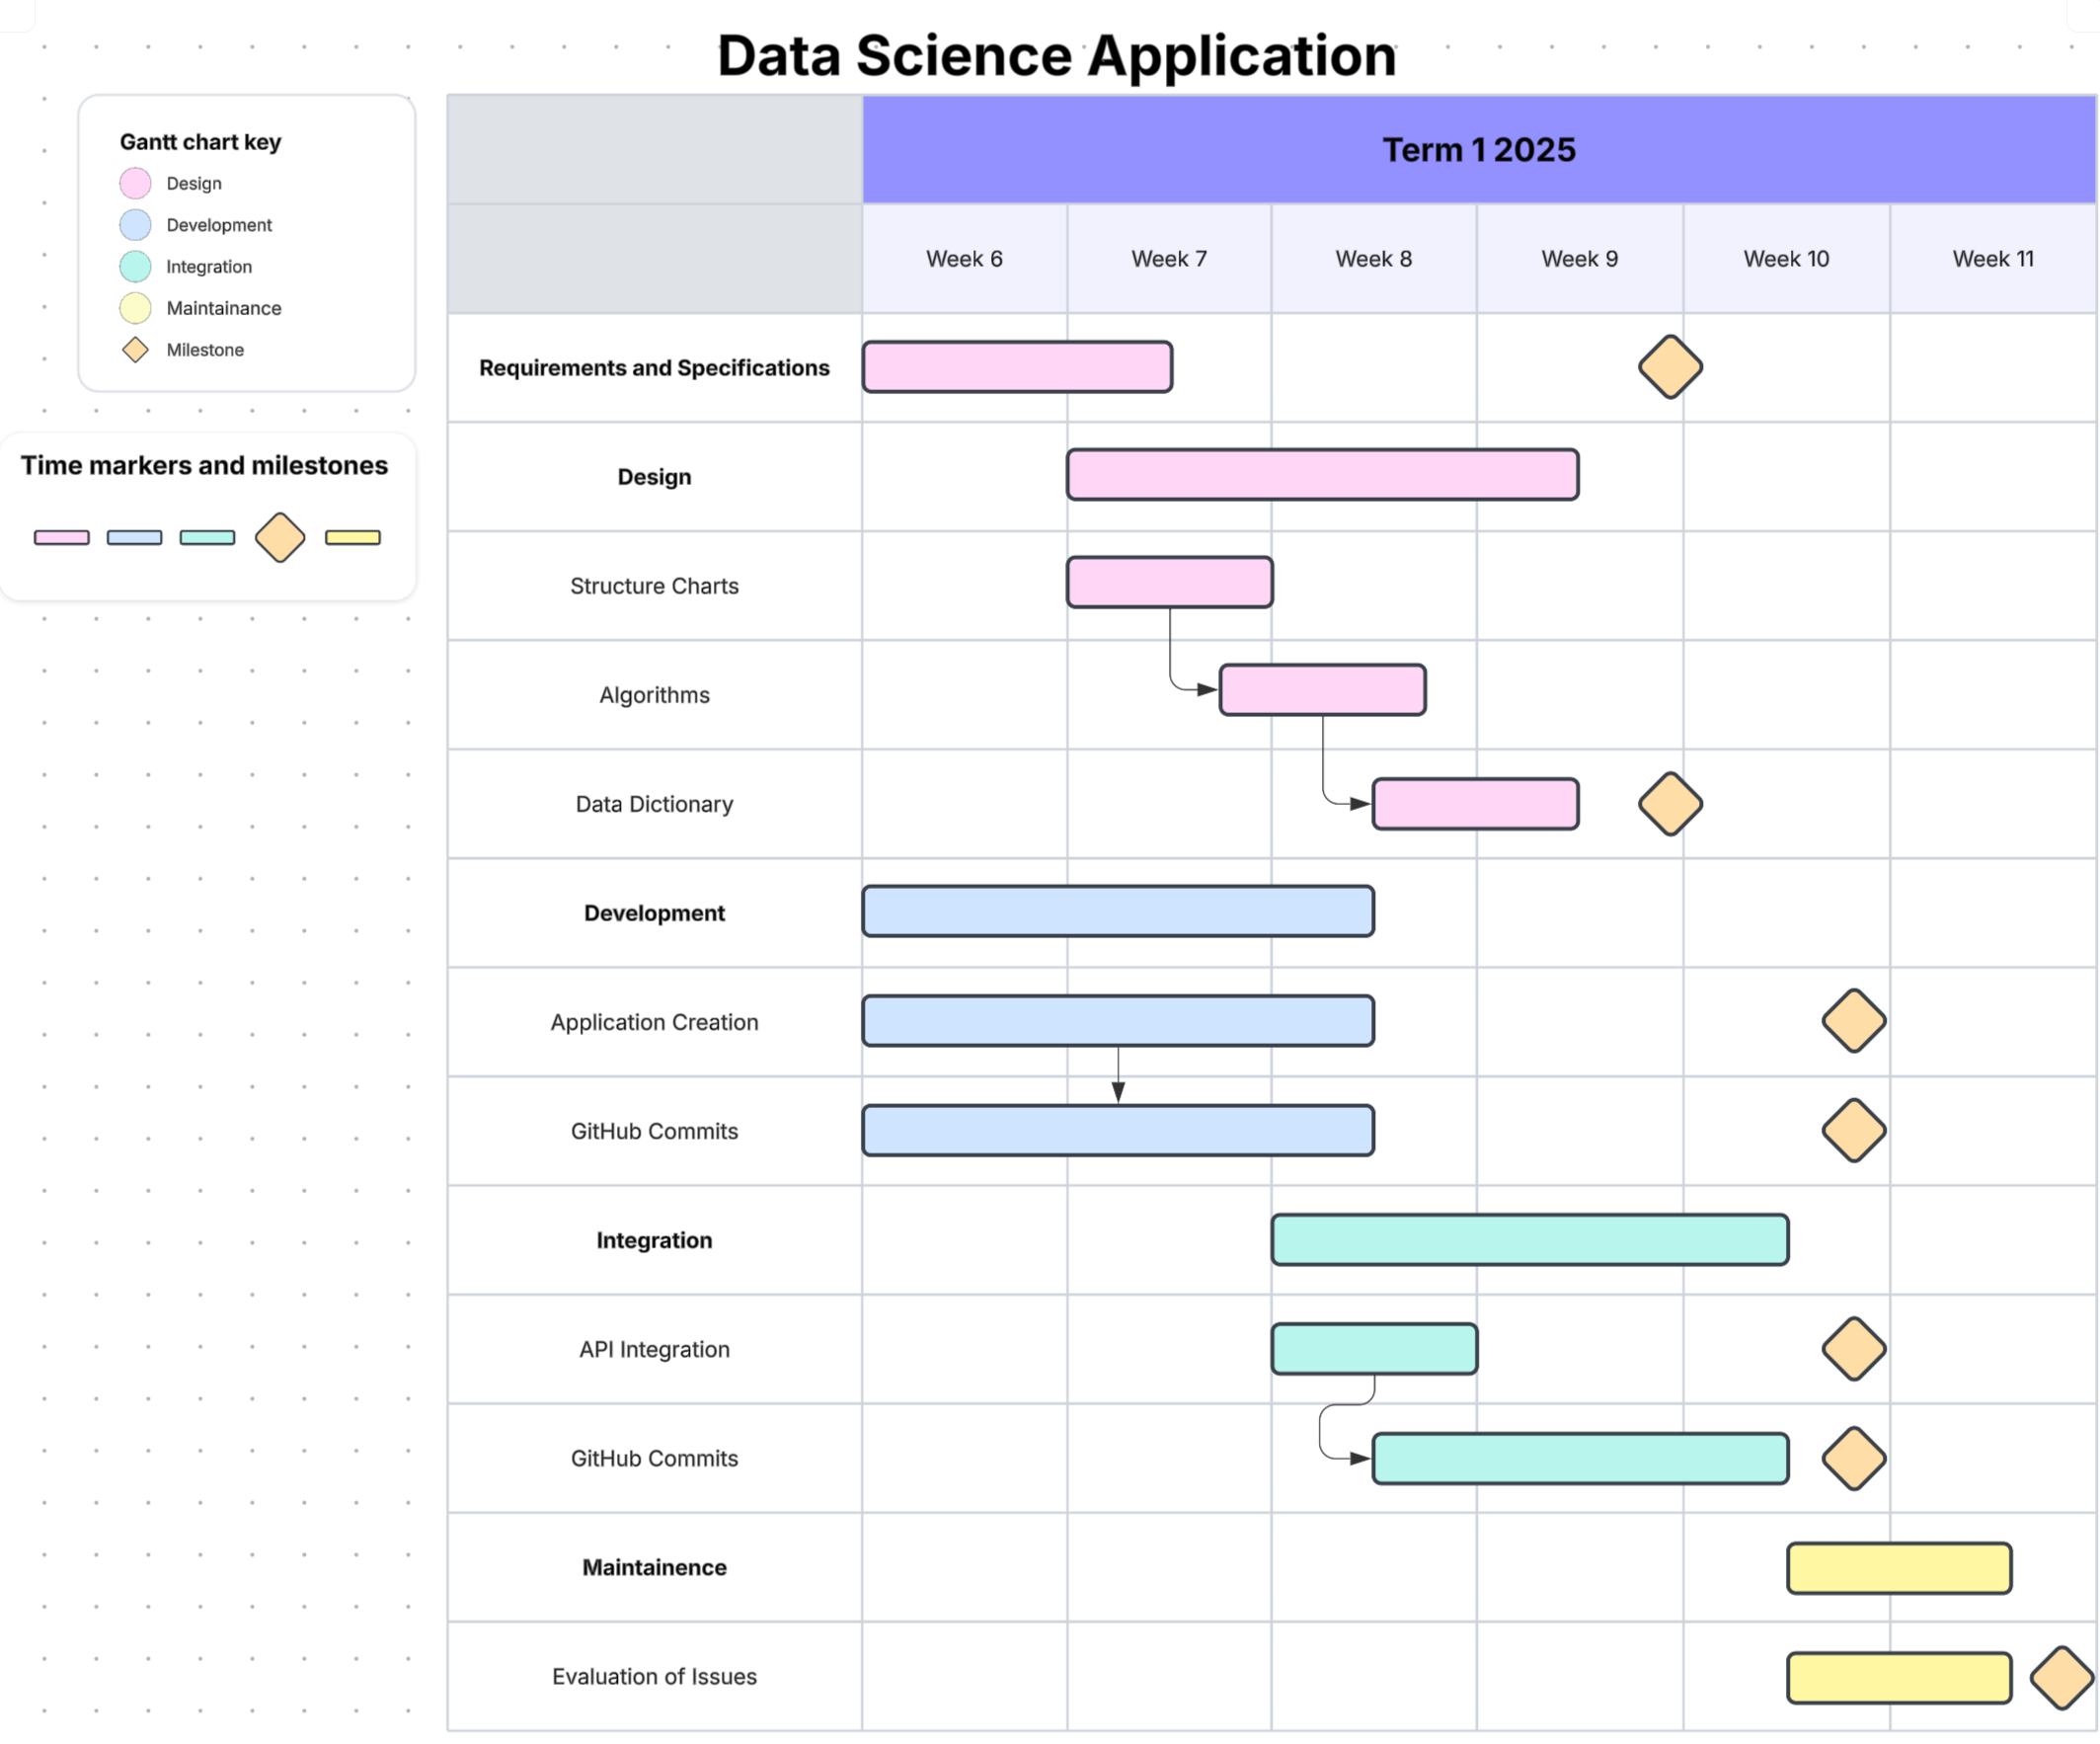 Data Science Application
Gantt chart key
Design
Development
Integration
Maintainance
Milestone
Time markers and milestones
Term 1 2025
Week 6
Week 7
Week 8
Week 9
Week 10
Week 11
Requirements and Specifications
Design
Structure Charts
Algorithms
Data Dictionary
Development
Application Creation
GitHub Commits
Integration
API Integration
GitHub Commits
Maintainence
Evaluation of Issues